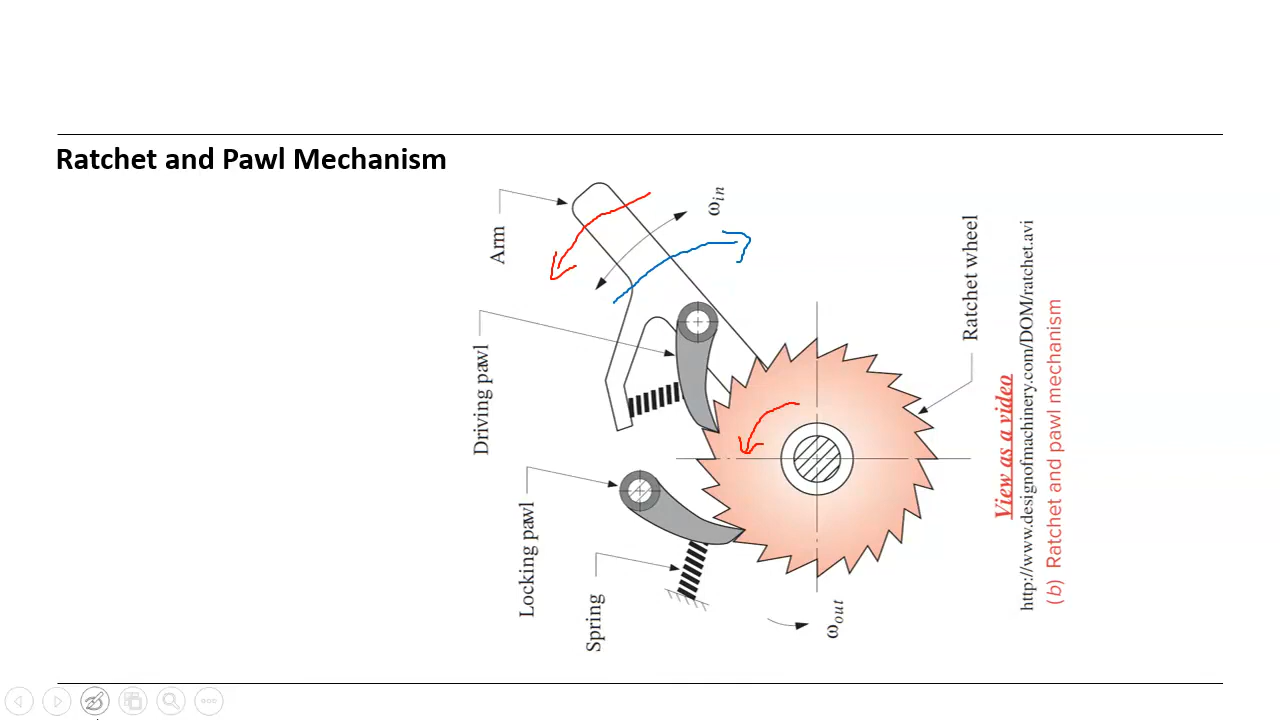 Ratchet and Pawl Mechanism
Arm
ωin
Driving pawl
Ratchet wheel
Locking pawl
Spring
ωout
View as a video
http://www.designofmachinery.com/DOM/ratchet.avi
(b) Ratchet and pawl mechanism